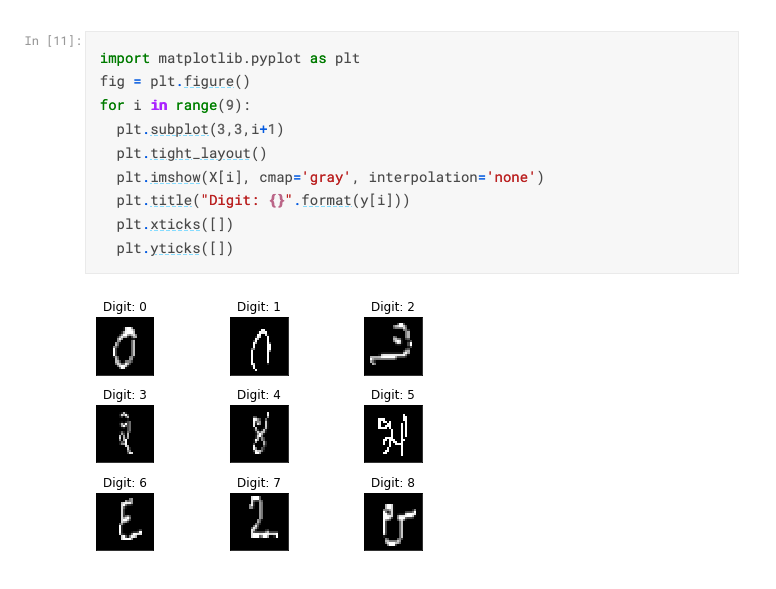 In [11]:
import matplotlib.pyplot as plt
fig = plt.figure()
for i in range(9):
  plt.subplot(3,3,i+1)
  plt.tight_layout()
  plt.imshow(X[i], cmap='gray', interpolation='none')
  plt.title("Digit: {}".format(y[i]))
  plt.xticks([])
  plt.yticks([])
Digit: 0 Digit: 1 Digit: 2
Digit: 3 Digit: 4 Digit: 5
Digit: 6 Digit: 7 Digit: 8